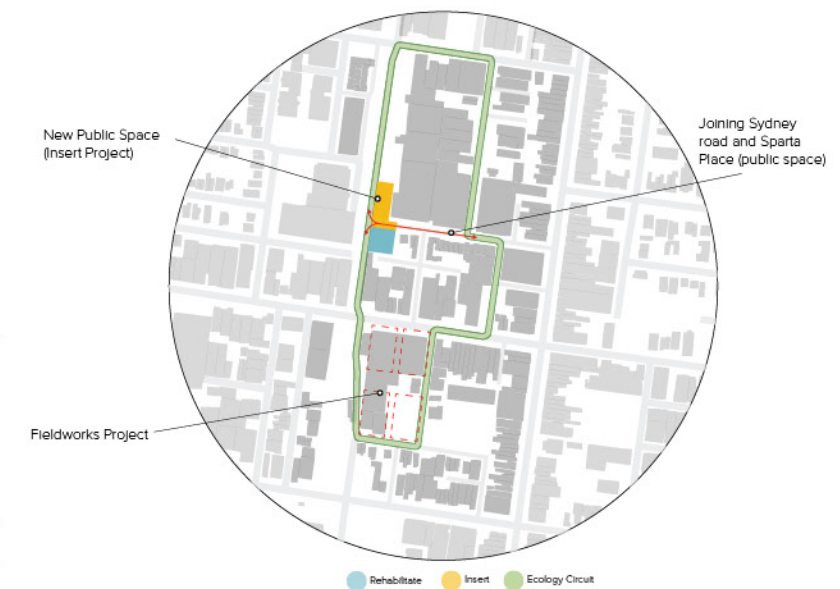 New Public Space
(Insert Project)
Joining Sydney
road and Sparta
Place (public space)
Fieldworks Project
Rehabilitate
Insert
Ecology Circuit